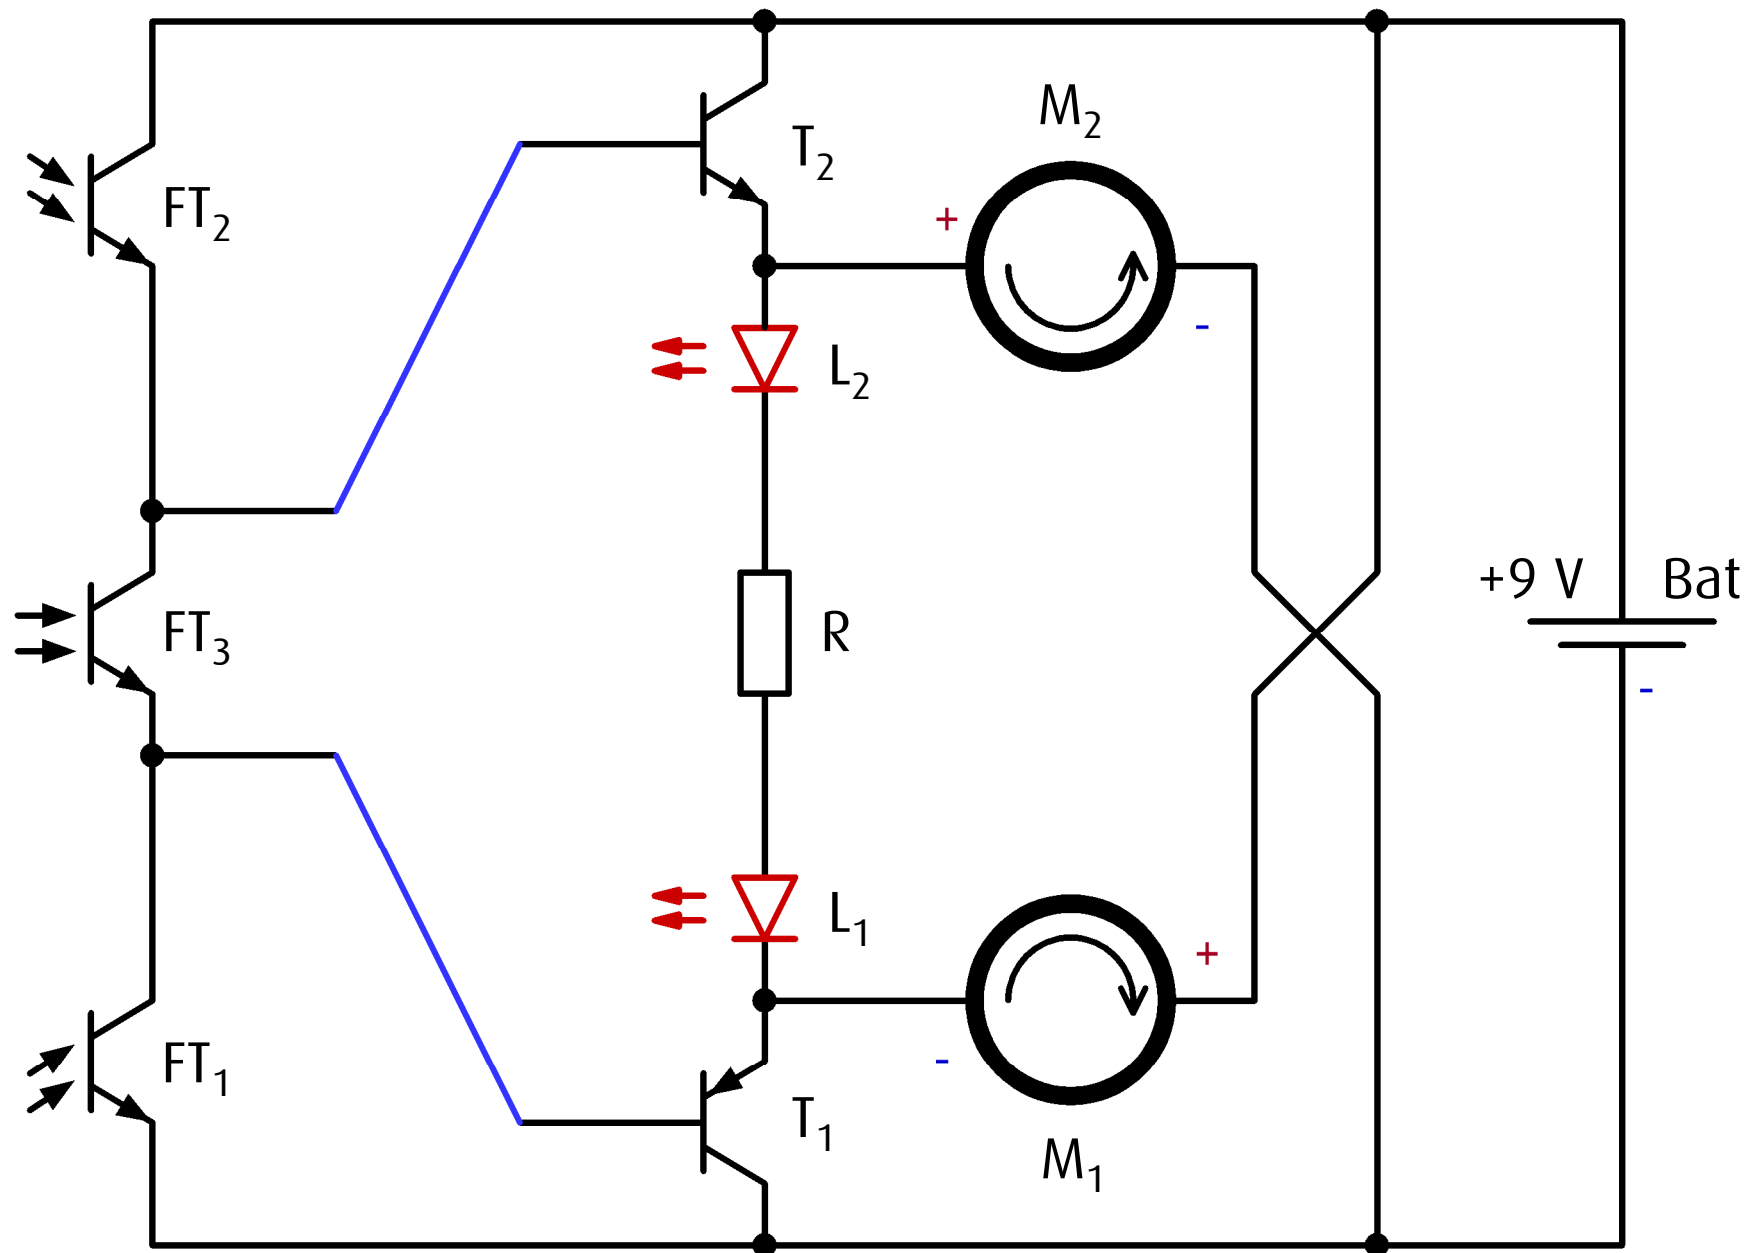 M₂
T₂
+
FT₂
-
L₂
+9 V
Bat
FT₃
R
-
L₁
+
FT₁
-
T₁
M₁